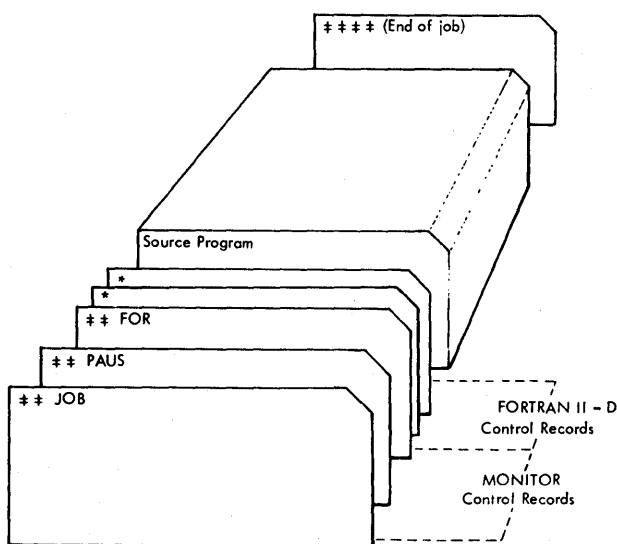 ‡ ‡ ‡ ‡ (End of job)
Source Program
*
*
‡ ‡ FOR
‡ ‡ PAUS
‡ ‡ JOB
FORTRAN II - D
Control Records
MONITOR
Control Records